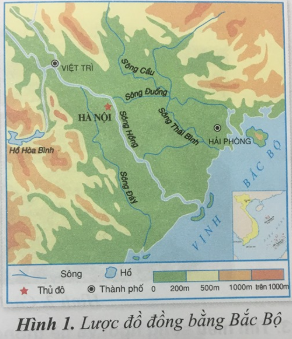 VIỆT TRÌ
Sông Cầu
Sông Đuống
HÀ NỘI
Sông Hồng
Sông Thái Bình
HẢI PHÒNG
Hồ Hòa Bình
Sông Đáy
VỊNH BẮC BỘ
Sông
Hồ
Thủ đô
Thành phố
0 200m 500m 1000m trên 1000m
Hình 1. Lược đồ đồng bằng Bắc Bộ